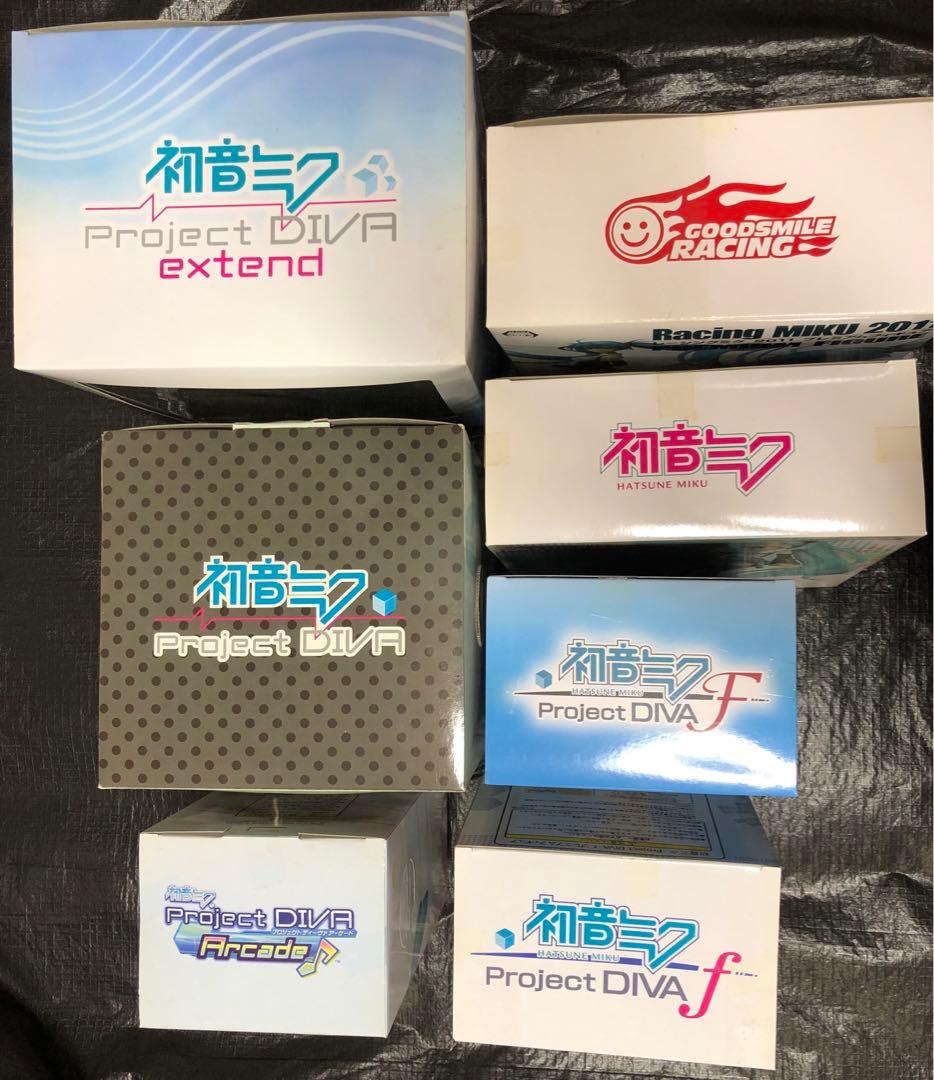 初音ミク
Project DIVA
extend
GOODSMILE
RACING
Racing MIKU 201
初音ミク
HATSUNE MIKU
初音ミク
Project DIVA
初音ミク
HATSUNE MIKU
Project DIVA F
初音ミク
Project DIVA
プロジェクト ディーヴァ アーケード
Arcade
TM
初音ミク
HATSUNE MIKU
Project DIVA f